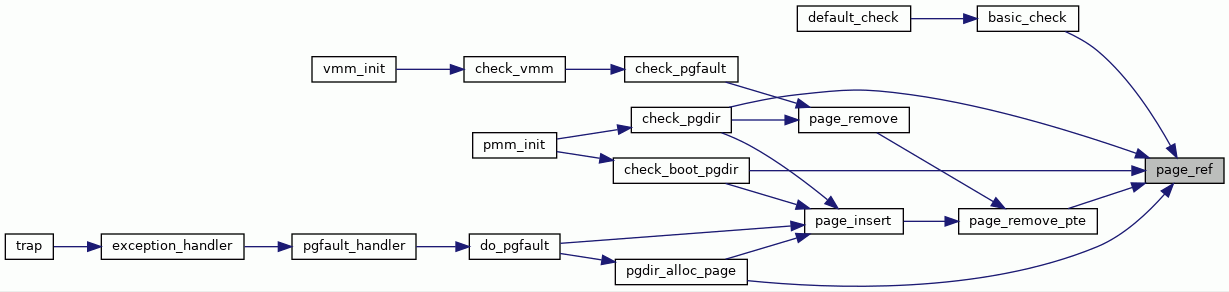 default_check
basic_check
vmm_init
check_vmm
check_pgfault
check_pgdir
page_remove
pmm_init
check_boot_pgdir
page_ref
page_insert
page_remove_pte
trap
exception_handler
pgfault_handler
do_pgfault
pgdir_alloc_page